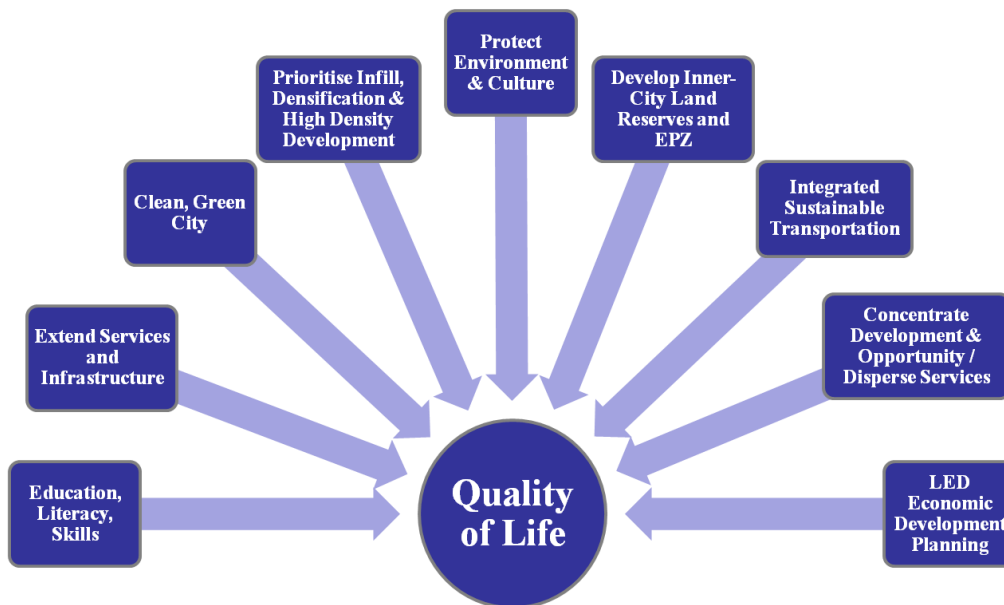 Protect
Environment
& Culture
Prioritise Infill,
Densification &
High Density
Development
Develop Inner-
City Land
Reserves and
EPZ
Clean, Green
City
Integrated
Sustainable
Transportation
Extend Services
and
Infrastructure
Concentrate
Development &
Opportunity /
Disperse Services
Education,
Literacy,
Skills
Quality
of Life
LED
Economic
Development
Planning